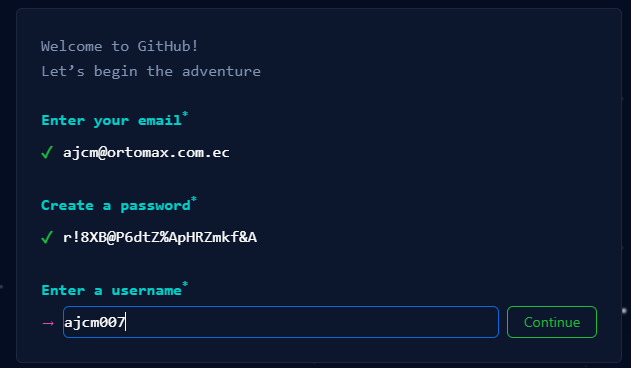 Welcome to GitHub!
Let’s begin the adventure
Enter your email*
✓ ajcm@ortomax.com.ec
Create a password*
✓ r!8XB@P6dtZ%ApHRZmkf&A
Enter a username*
→ ajcm007 Continue